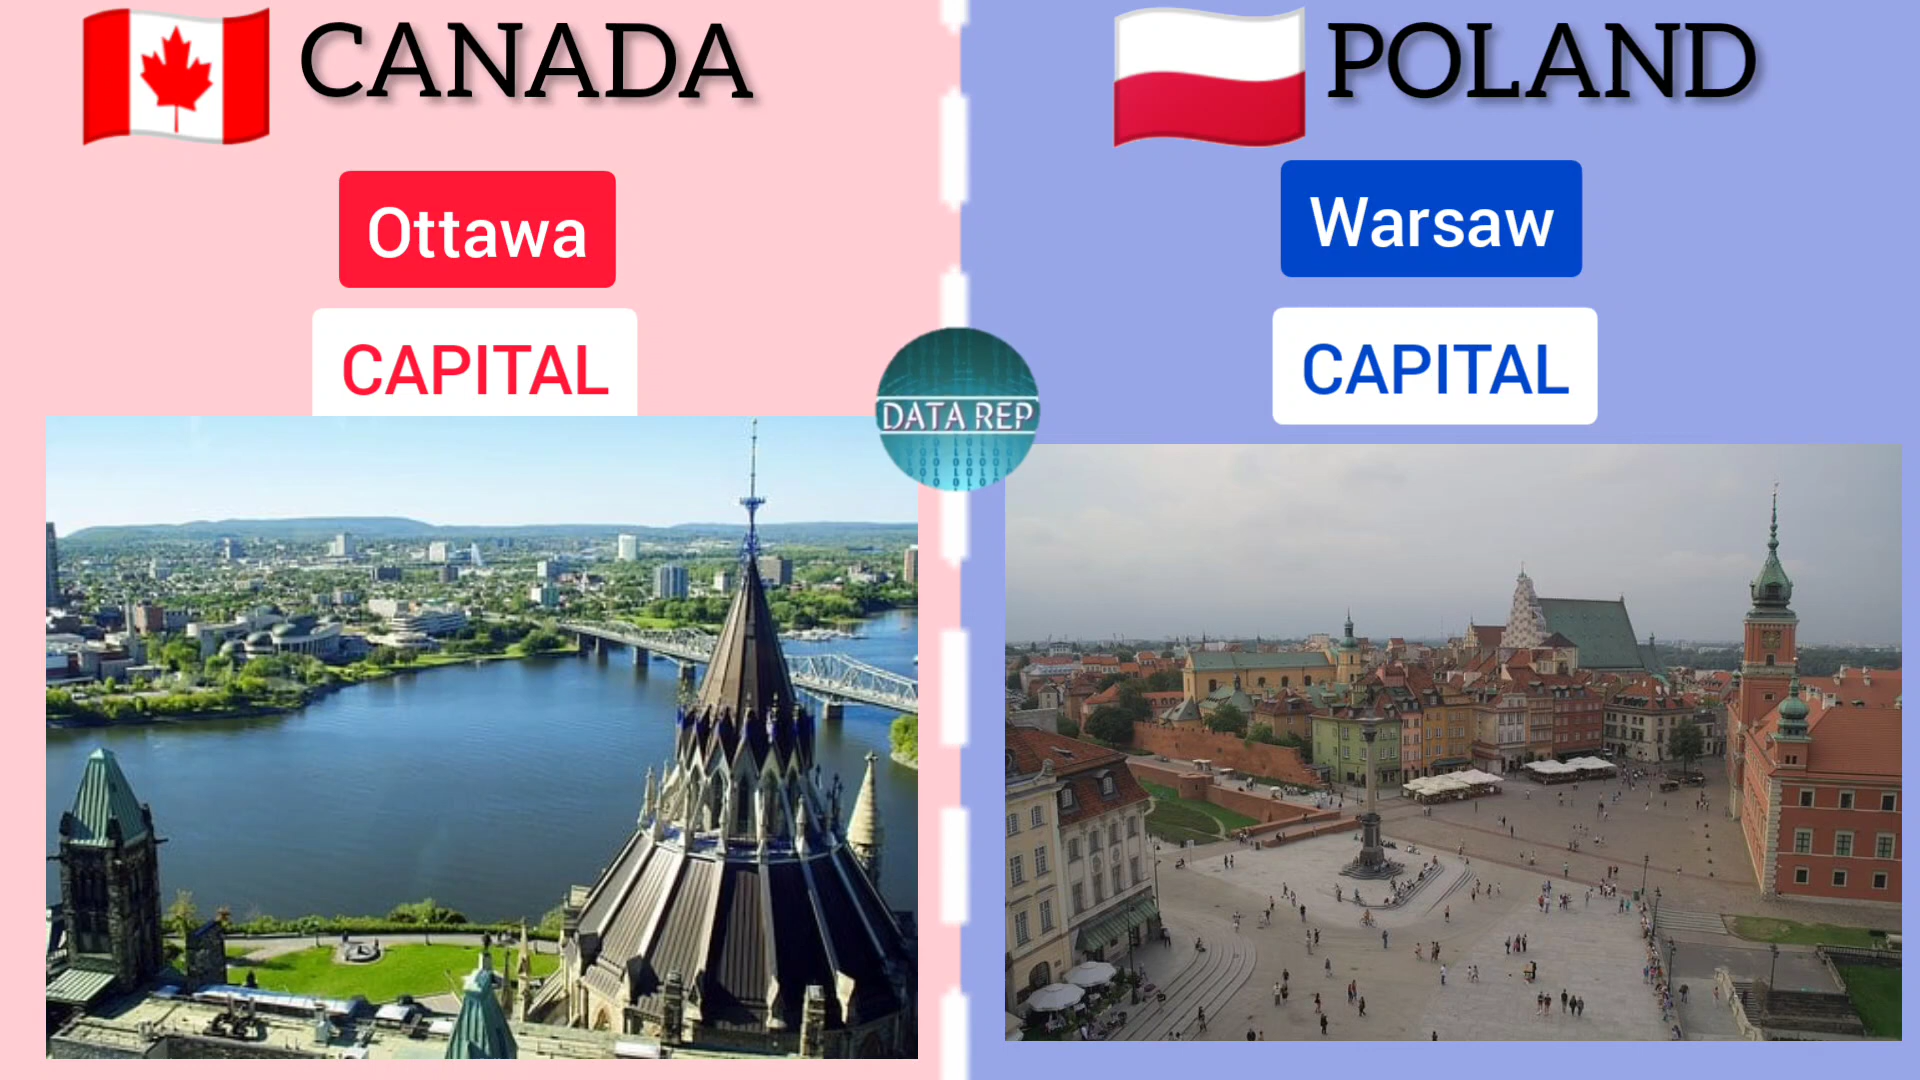 CANADA
Ottawa
CAPITAL
DATA REP
POLAND
Warsaw
CAPITAL